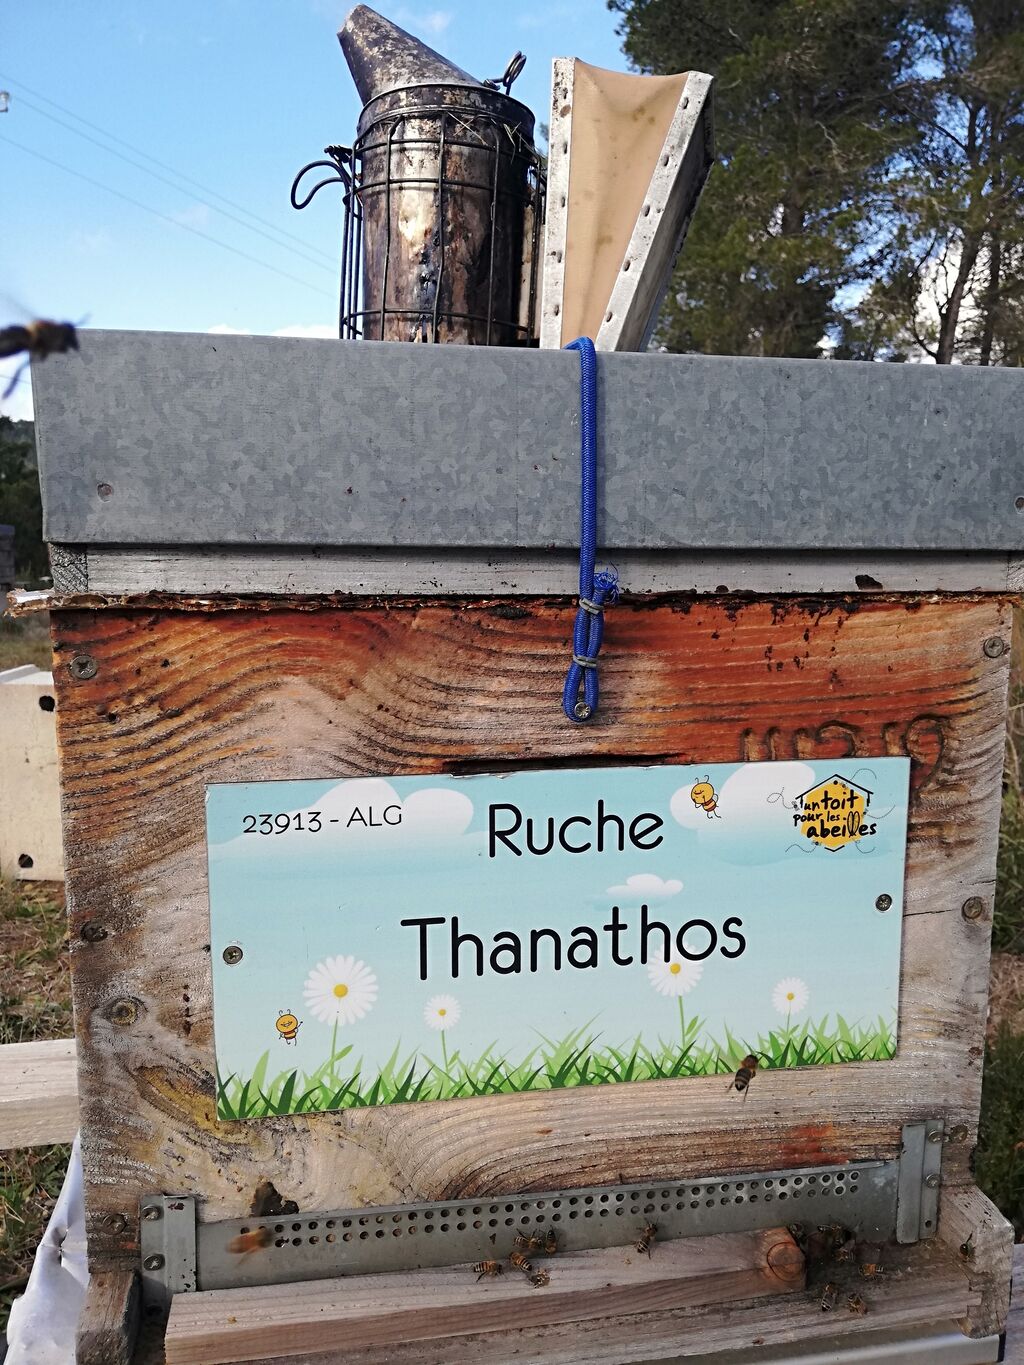 23913 - ALG
Ruche
un toit
pour les
abeilles
Thanathos